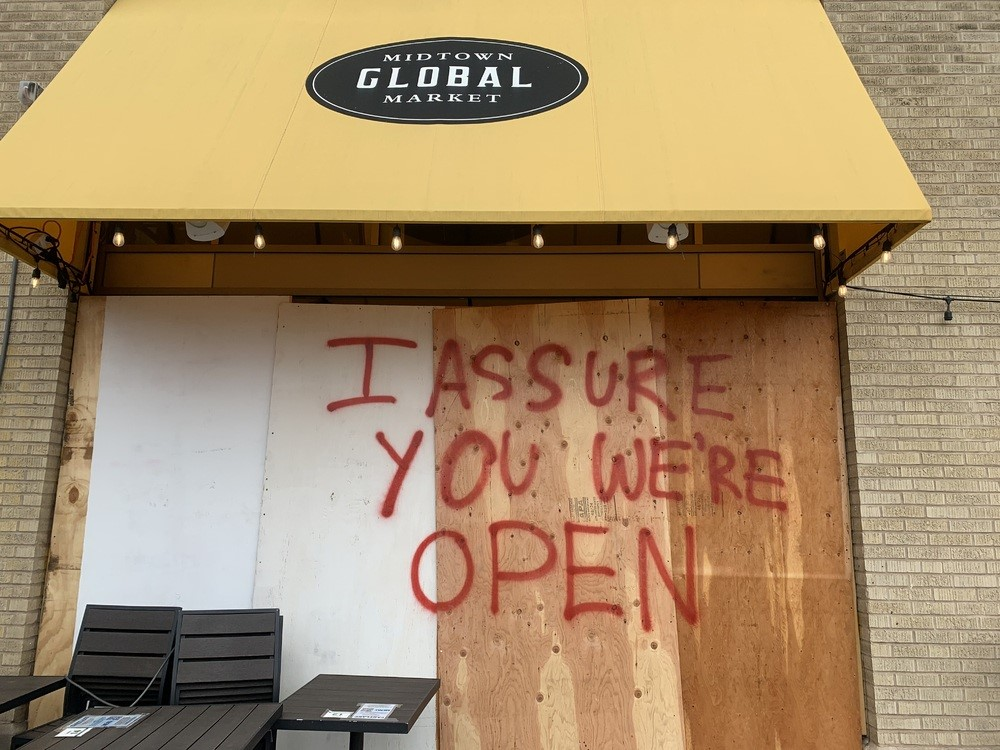 MIDTOWN
GLOBAL
MARKET
I ASSURE
YOU WE'RE
OPEN